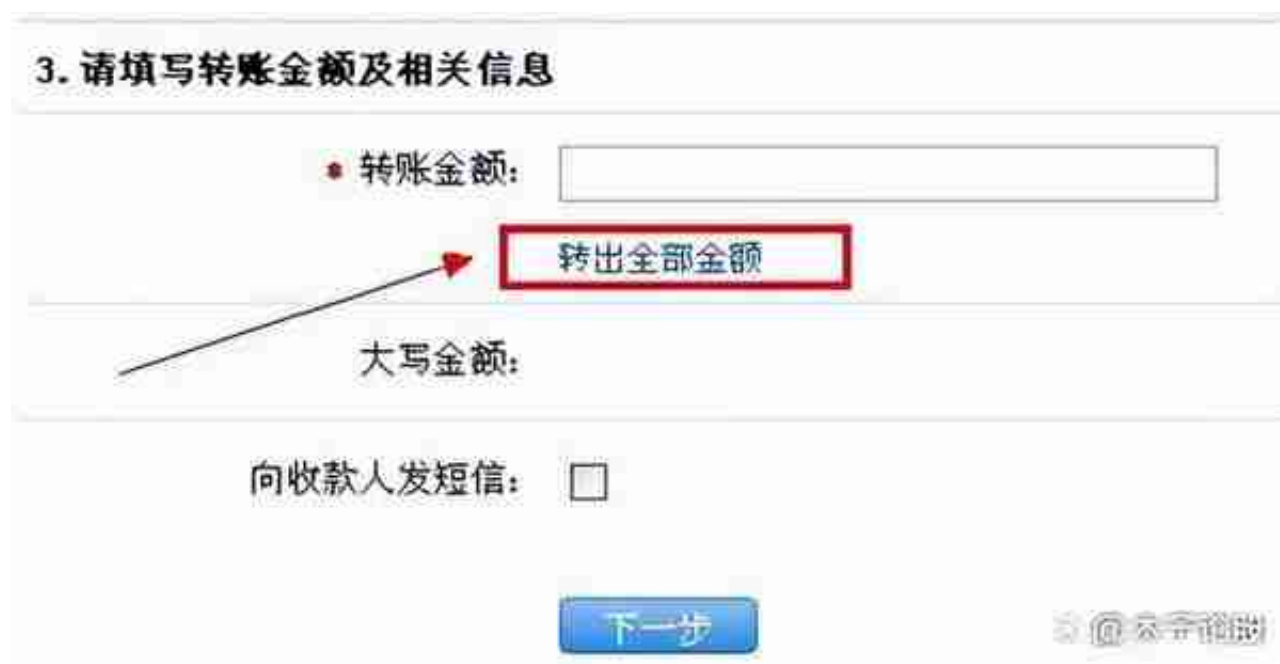 3. 请填写转账金额及相关信息
* 转账金额：
转出全部金额
大写金额：
向收款人发短信：
下一步